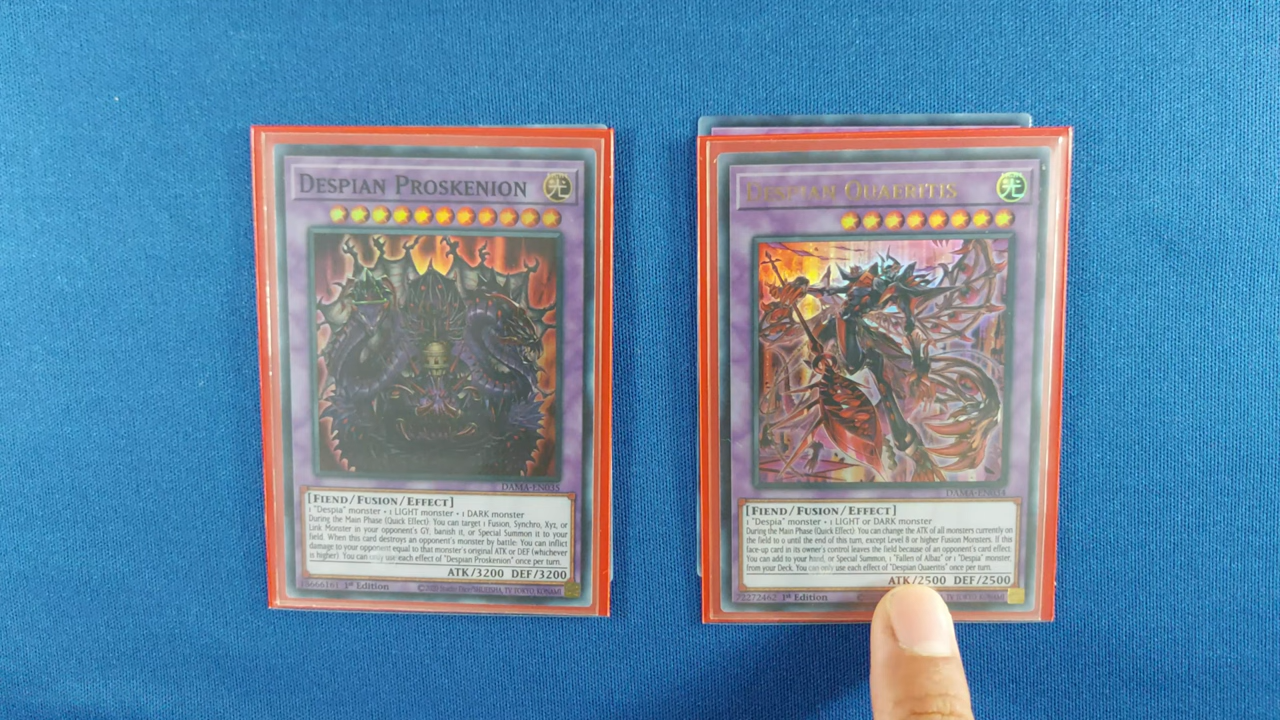 DESPIAN PROSKENION
光
DAMA-EN035
[FIEND/FUSION/EFFECT]
1 "Despia" monster + 1 LIGHT monster + 1 DARK monster
During the Main Phase (Quick Effect): You can target 1 Fusion, Synchro, Xyz, or
Link Monster in your opponent's GY; banish it, or Special Summon it to your
field. When this card destroys an opponent's monster by battle: You can inflict
damage to your opponent equal to that monster's original ATK or DEF (whichever
is higher). You can only use each effect of "Despian Proskenion" once per turn.
ATK/3200 DEF/3200
1st Edition
DESPIAN QUAERITIS
光
DAMA-EN034
[FIEND/FUSION/EFFECT]
1 "Despia" monster + 1 LIGHT or DARK monster
During the Main Phase (Quick Effect): You can change the ATK of all monsters currently on
the field to 0 until the end of this turn, except Level 8 or higher Fusion Monsters. If this
face-up card in its owner's control leaves the field because of an opponent's card effect:
You can add to your hand, or Special Summon, 1 "Fallen of Albaz" or 1 "Despia" monster,
from your Deck. You can only use each effect of "Despian Quaeritis" once per turn.
ATK/2500 DEF/2500
72272462 1st Edition
TV TOKYO, KONAMI